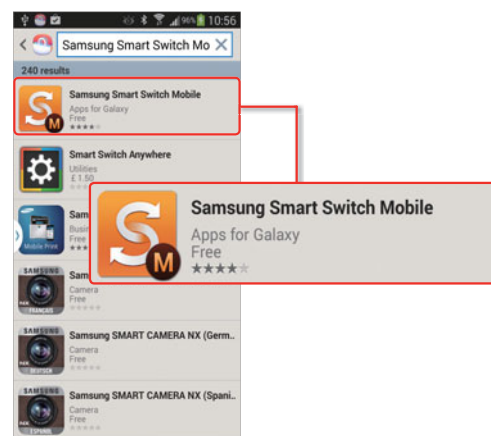 96% 10:56
Samsung Smart Switch Mo
240 results
S
M
Samsung Smart Switch Mobile
Apps for Galaxy
Free
Smart Switch Anywhere
Utilities
£ 1.50
Mobile Print
Sam
Busin
Free
S
M
Samsung Smart Switch Mobile
Apps for Galaxy
Free
SAMSUNG
FRANÇAIS
Sam
Camera
Free
SAMSUNG
DEUTSCH
Samsung SMART CAMERA NX (Germ..
Camera
Free
SAMSUNG
ESPAÑOL
Samsung SMART CAMERA NX (Spani..
Camera
Free